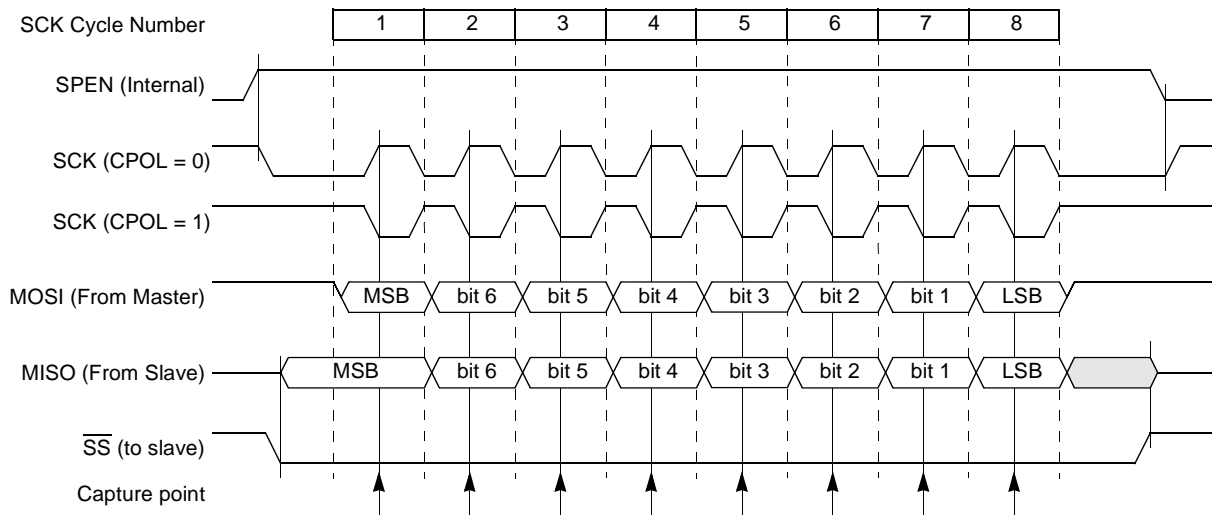 SCK Cycle Number 1 2 3 4 5 6 7 8
SPEN (Internal)
SCK (CPOL = 0)
SCK (CPOL = 1)
MOSI (From Master) MSB bit 6 bit 5 bit 4 bit 3 bit 2 bit 1 LSB
MISO (From Slave) MSB bit 6 bit 5 bit 4 bit 3 bit 2 bit 1 LSB
S̅S̅ (to slave)
Capture point